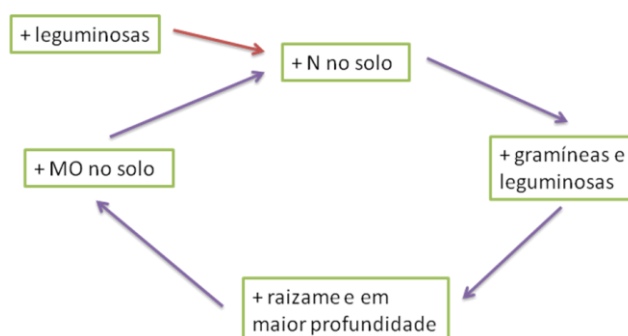 + leguminosas
+ N no solo
+ MO no solo
+ gramíneas e
leguminosas
+ raizame e em
maior profundidade